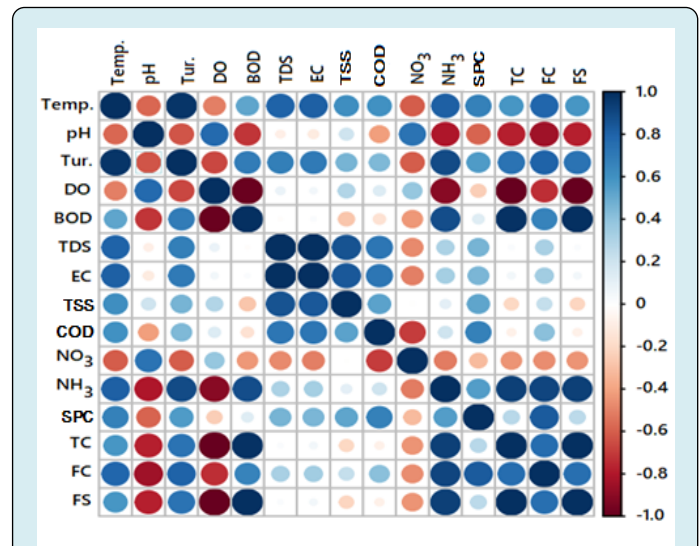 Temp. pH Tur. DO BOD TDS EC TSS COD NO3 NH3 SPC TC FC FS
Temp.
pH
Tur.
DO
BOD
TDS
EC
TSS
COD
NO3
NH3
SPC
TC
FC
FS
1.0
0.8
0.6
0.4
0.2
0
-0.2
-0.4
-0.6
-0.8
-1.0